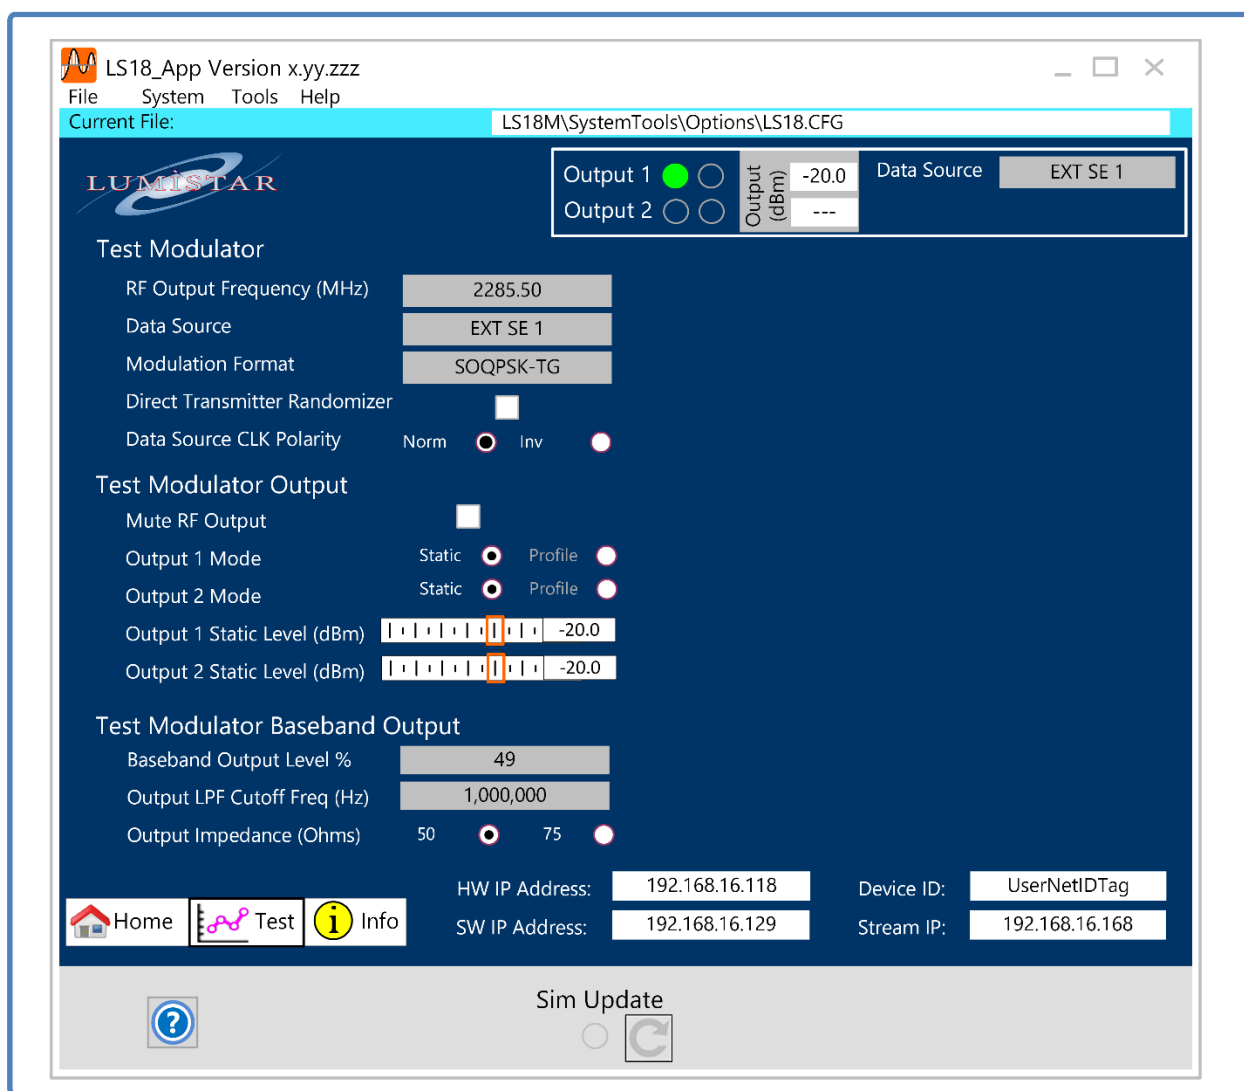 LS18_App Version x.yy.zzz
File System Tools Help
Current File: LS18M\SystemTools\Options\LS18.CFG
LUMISTAR
Output 1
Output 2
Output (dBm)
-20.0
---
Data Source EXT SE 1
Test Modulator
RF Output Frequency (MHz) 2285.50
Data Source EXT SE 1
Modulation Format SOQPSK-TG
Direct Transmitter Randomizer
Data Source CLK Polarity Norm Inv
Test Modulator Output
Mute RF Output
Output 1 Mode Static Profile
Output 2 Mode Static Profile
Output 1 Static Level (dBm) -20.0
Output 2 Static Level (dBm) -20.0
Test Modulator Baseband Output
Baseband Output Level % 49
Output LPF Cutoff Freq (Hz) 1,000,000
Output Impedance (Ohms) 50 75
HW IP Address: 192.168.16.118 Device ID: UserNetIDTag
Home Test i Info SW IP Address: 192.168.16.129 Stream IP: 192.168.16.168
Sim Update
?